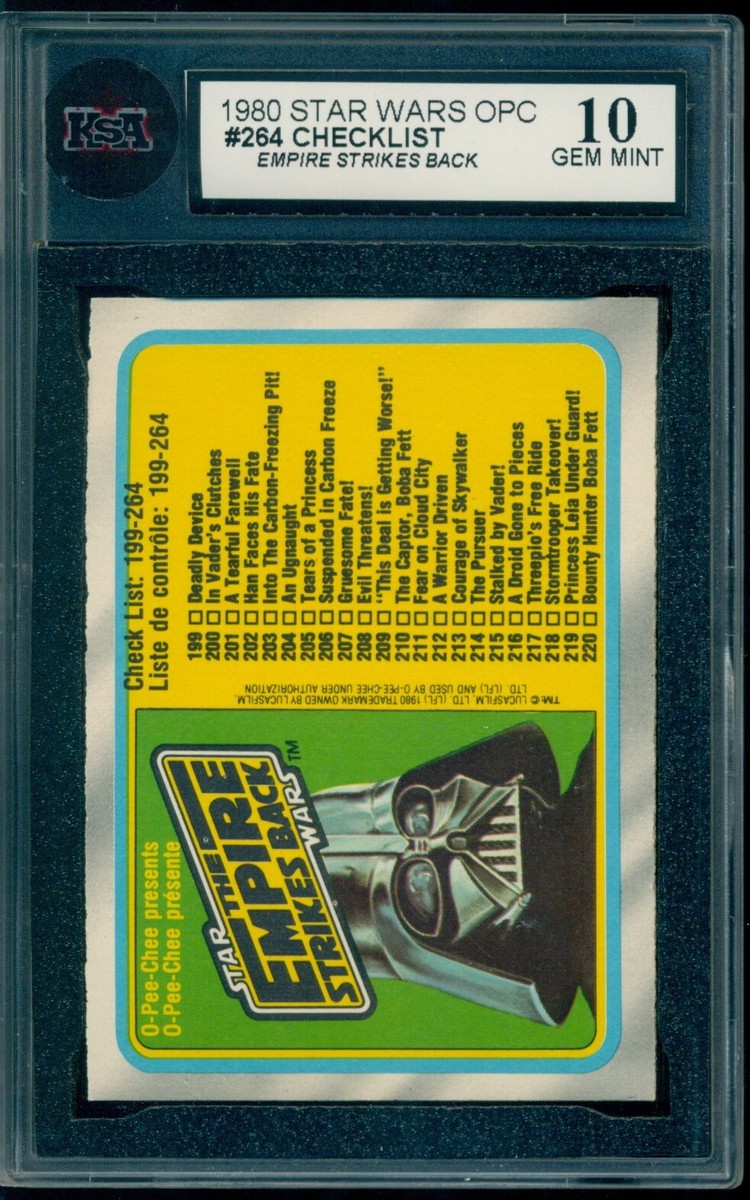 KSA
1980 STAR WARS OPC
#264 CHECKLIST
EMPIRE STRIKES BACK
10
GEM MINT
O-Pee-Chee presents
O-Pee-Chee présente
STAR
THE
EMPIRE
STRIKES BACK
WARS
TM
Check List: 199-264
Liste de contrôle: 199-264
199 □ Deadly Device
200 □ In Vader's Clutches
201 □ A Tearful Farewell
202 □ Han Faces His Fate
203 □ Into The Carbon-Freezing Pit!
204 □ An Ugnaught
205 □ Tears of a Princess
206 □ Suspended in Carbon Freeze
207 □ Gruesome Fate!
208 □ Evil Threatens!
209 □ "This Deal is Getting Worse!"
210 □ The Captor, Boba Fett
211 □ Fear on Cloud City
212 □ A Warrior Driven
213 □ Courage of Skywalker
214 □ The Pursuer
215 □ Stalked by Vader!
216 □ A Droid Gone to Pieces
217 □ Threepio's Free Ride
218 □ Stormtrooper Takeover!
219 □ Princess Leia Under Guard!
220 □ Bounty Hunter Boba Fett
TM:© LUCASFILM, LTD. (LFL) 1980 TRADEMARK OWNED BY LUCASFILM,
LTD. (LFL) AND USED BY O-PEE-CHEE UNDER AUTHORIZATION